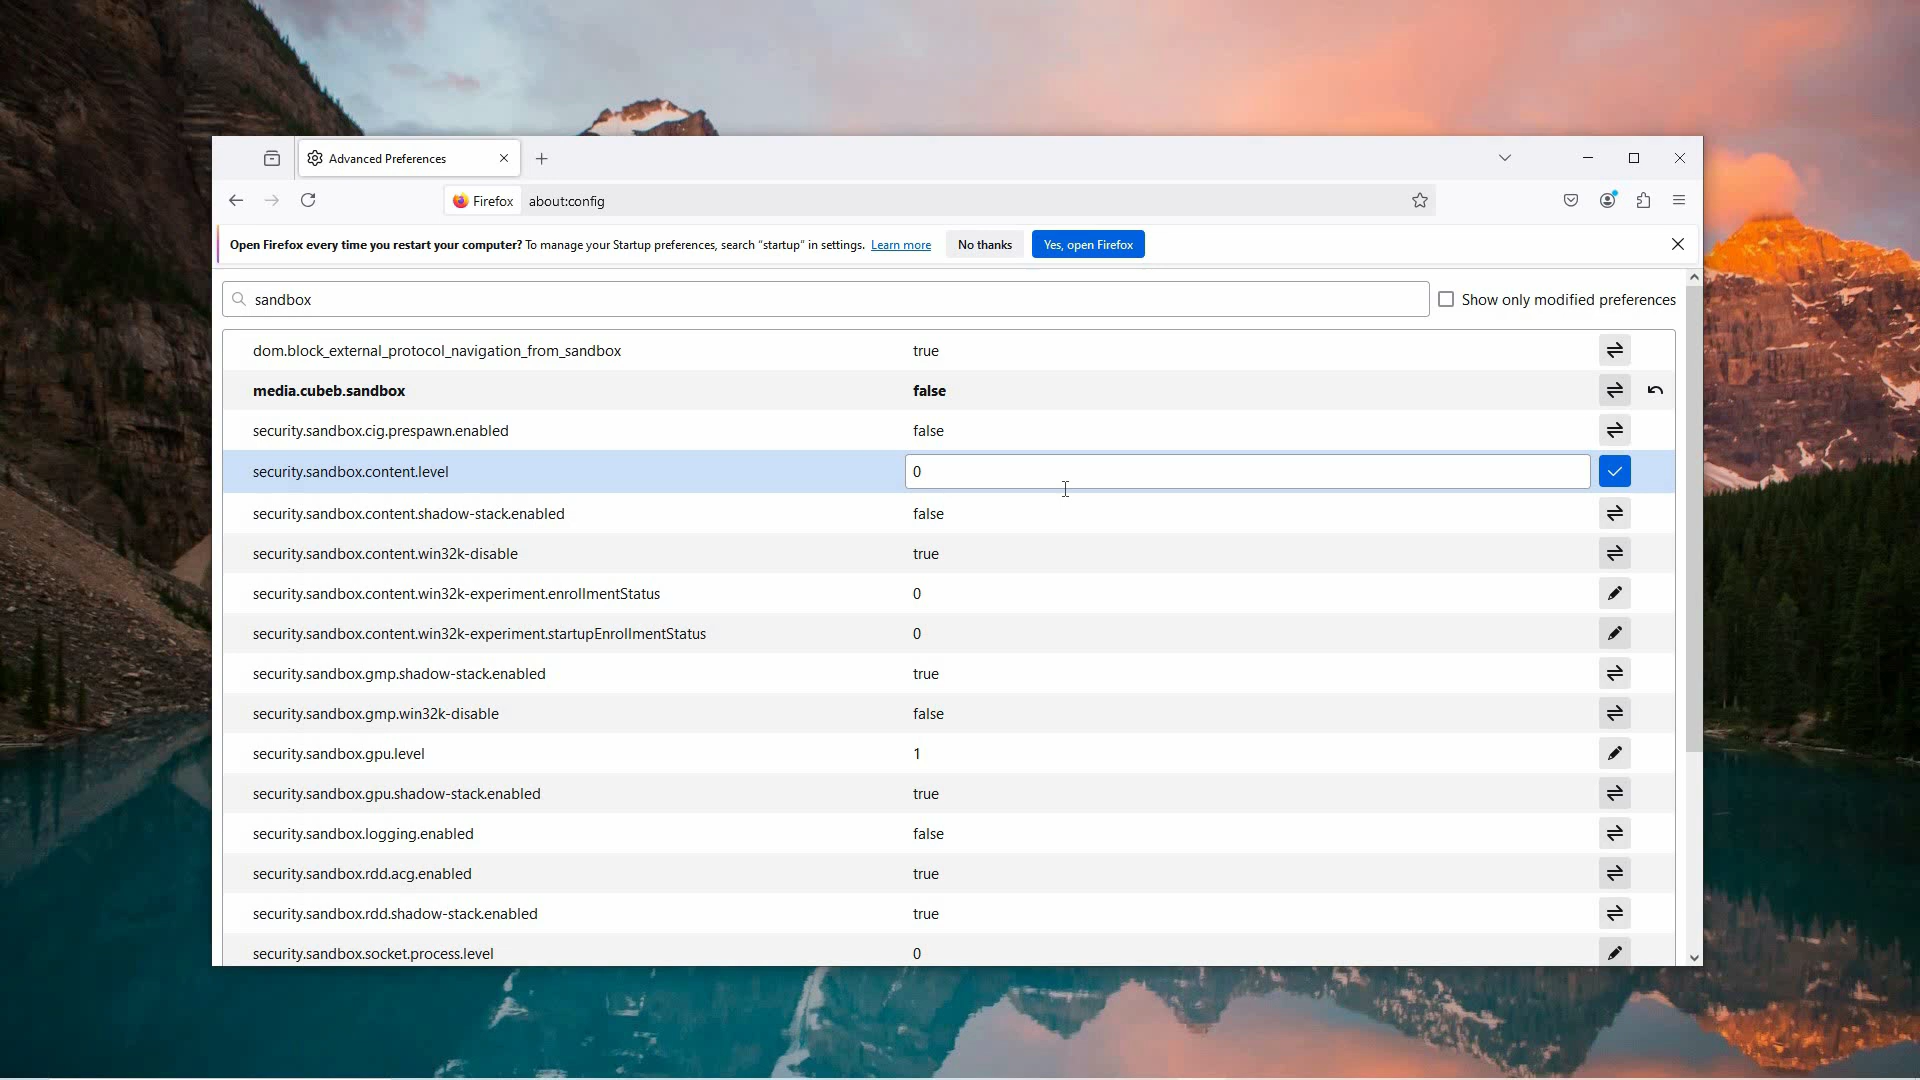 Advanced Preferences
Firefox about:config
Open Firefox every time you restart your computer? To manage your Startup preferences, search “startup” in settings. Learn more No thanks Yes, open Firefox
sandbox Show only modified preferences
dom.block_external_protocol_navigation_from_sandbox true
media.cubeb.sandbox false
security.sandbox.cig.prespawn.enabled false
security.sandbox.content.level 0
security.sandbox.content.shadow-stack.enabled false
security.sandbox.content.win32k-disable true
security.sandbox.content.win32k-experiment.enrollmentStatus 0
security.sandbox.content.win32k-experiment.startupEnrollmentStatus 0
security.sandbox.gmp.shadow-stack.enabled true
security.sandbox.gmp.win32k-disable false
security.sandbox.gpu.level 1
security.sandbox.gpu.shadow-stack.enabled true
security.sandbox.logging.enabled false
security.sandbox.rdd.acg.enabled true
security.sandbox.rdd.shadow-stack.enabled true
security.sandbox.socket.process.level 0